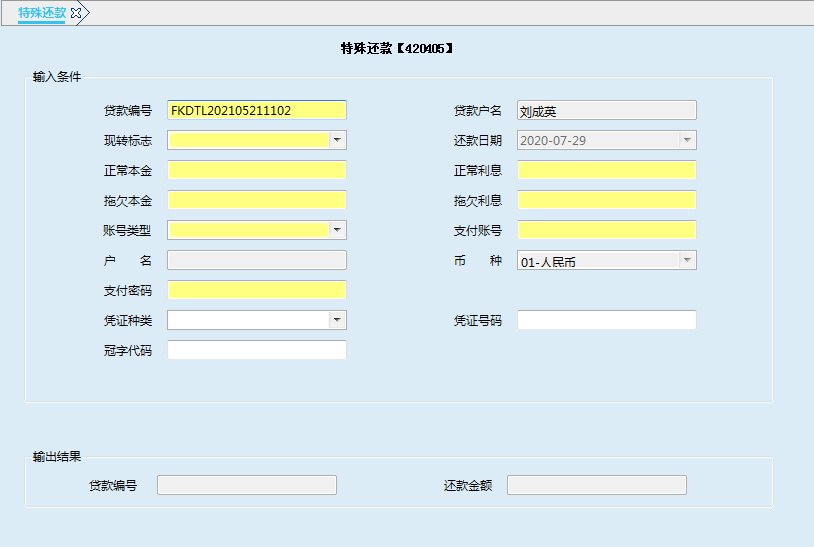 特殊还款
特殊还款【420405】
输入条件
贷款编号 FKDTL202105211102 贷款户名 刘成英
现转标志 还款日期 2020-07-29
正常本金 正常利息
拖欠本金 拖欠利息
账号类型 支付账号
户 名 币 种 01-人民币
支付密码
凭证种类 凭证号码
冠字代码
输出结果
贷款编号 还款金额